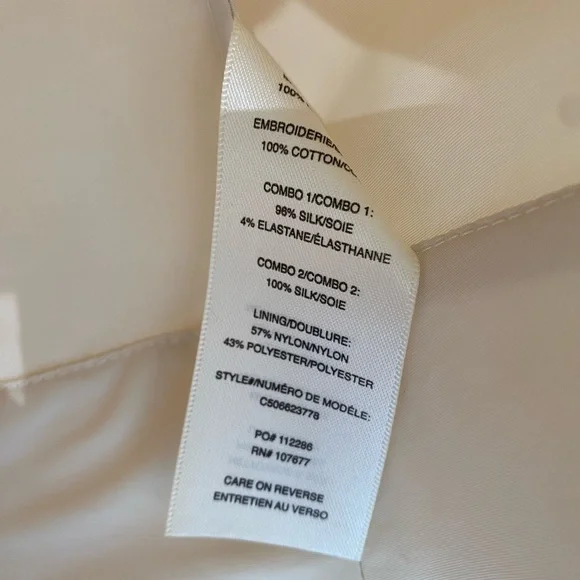 100%
EMBROIDERIE
100% COTTON/CO
COMBO 1/COMBO 1:
96% SILK/SOIE
4% ELASTANE/ÉLASTHANNE
COMBO 2/COMBO 2:
100% SILK/SOIE
LINING/DOUBLURE:
57% NYLON/NYLON
43% POLYESTER/POLYESTER
STYLE#/NUMÉRO DE MODÈLE:
C506623778
PO# 112286
RN# 107677
CARE ON REVERSE
ENTRETIEN AU VERSO